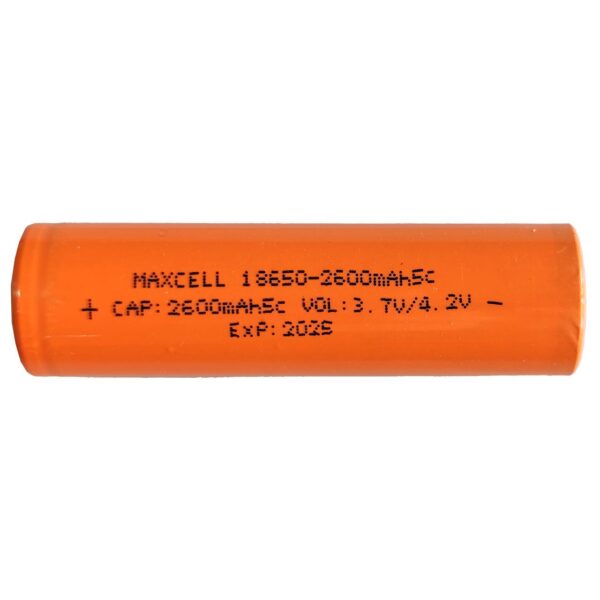 MAXCELL 18650-2600mAh5C
+ CAP:2600mAh5C VOL:3.7V/4.2V -
ExP:2025